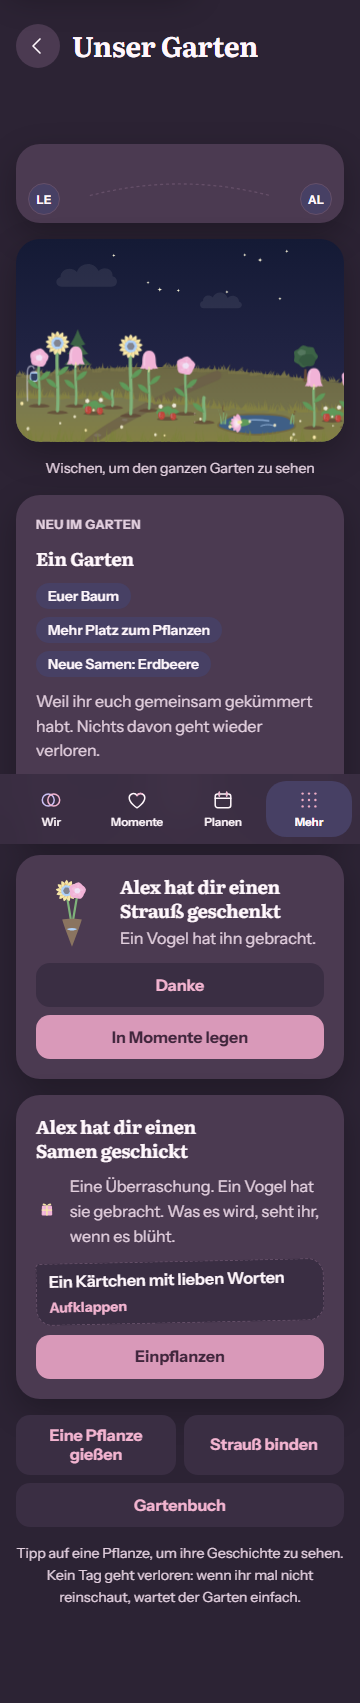 Unser Garten
LE
AL
Wischen, um den ganzen Garten zu sehen
NEU IM GARTEN
Ein Garten
Euer Baum
Mehr Platz zum Pflanzen
Neue Samen: Erdbeere
Weil ihr euch gemeinsam gekümmert
habt. Nichts davon geht wieder
verloren.
Wir
Momente
Planen
Mehr
Alex hat dir einen
Strauß geschenkt
Ein Vogel hat ihn gebracht.
Danke
In Momente legen
Alex hat dir einen
Samen geschickt
Eine Überraschung. Ein Vogel hat
sie gebracht. Was es wird, seht ihr,
wenn es blüht.
Ein Kärtchen mit lieben Worten
Aufklappen
Einpflanzen
Eine Pflanze
gießen
Strauß binden
Gartenbuch
Tipp auf eine Pflanze, um ihre Geschichte zu sehen.
Kein Tag geht verloren: wenn ihr mal nicht
reinschaut, wartet der Garten einfach.